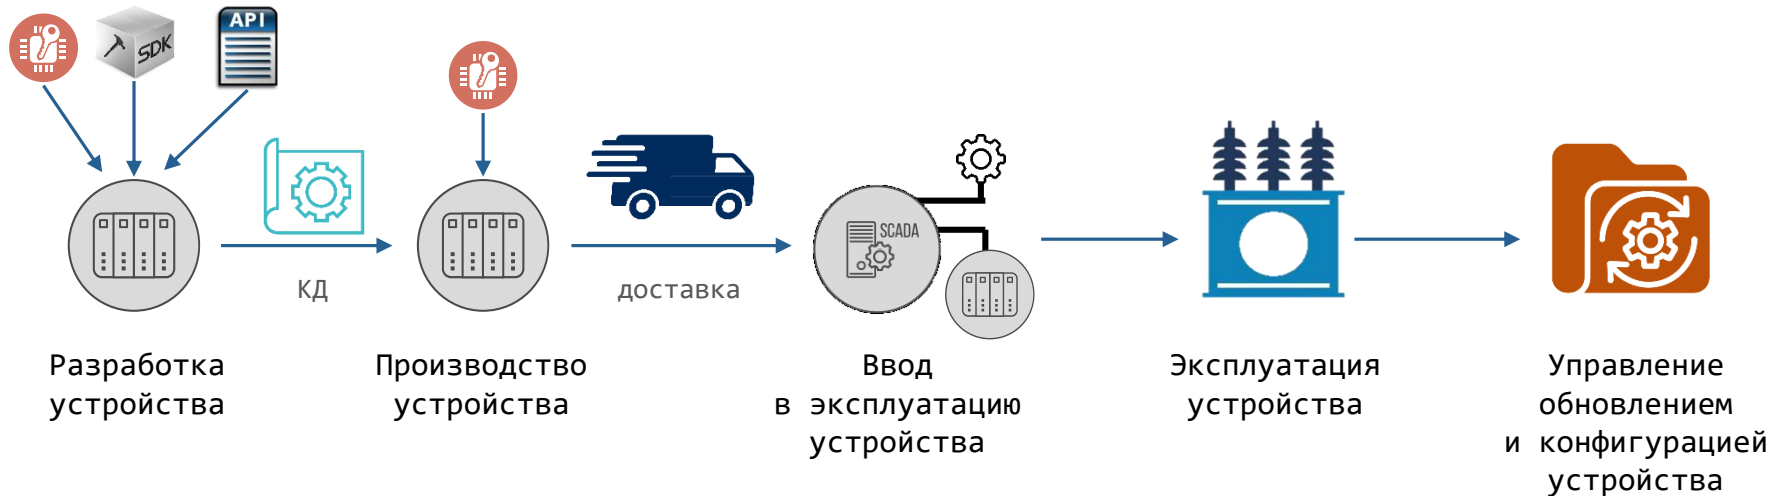 API
SDK
SCADA
КД
доставка
Разработка
устройства
Производство
устройства
Ввод
в эксплуатацию
устройства
Эксплуатация
устройства
Управление
обновлением
и конфигурацией
устройства